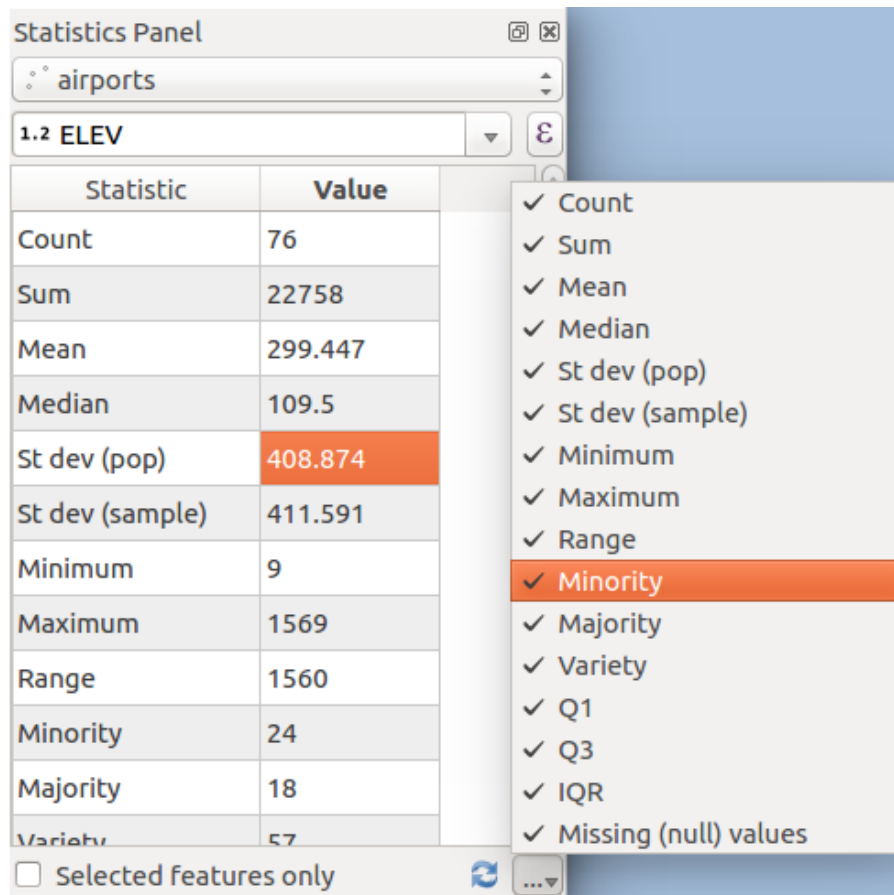 Statistics Panel
airports
1.2 ELEV ε
Statistic Value
Count 76
Sum 22758
Mean 299.447
Median 109.5
St dev (pop) 408.874
St dev (sample) 411.591
Minimum 9
Maximum 1569
Range 1560
Minority 24
Majority 18
Variety 57
Selected features only
...
Count
Sum
Mean
Median
St dev (pop)
St dev (sample)
Minimum
Maximum
Range
Minority
Majority
Variety
Q1
Q3
IQR
Missing (null) values